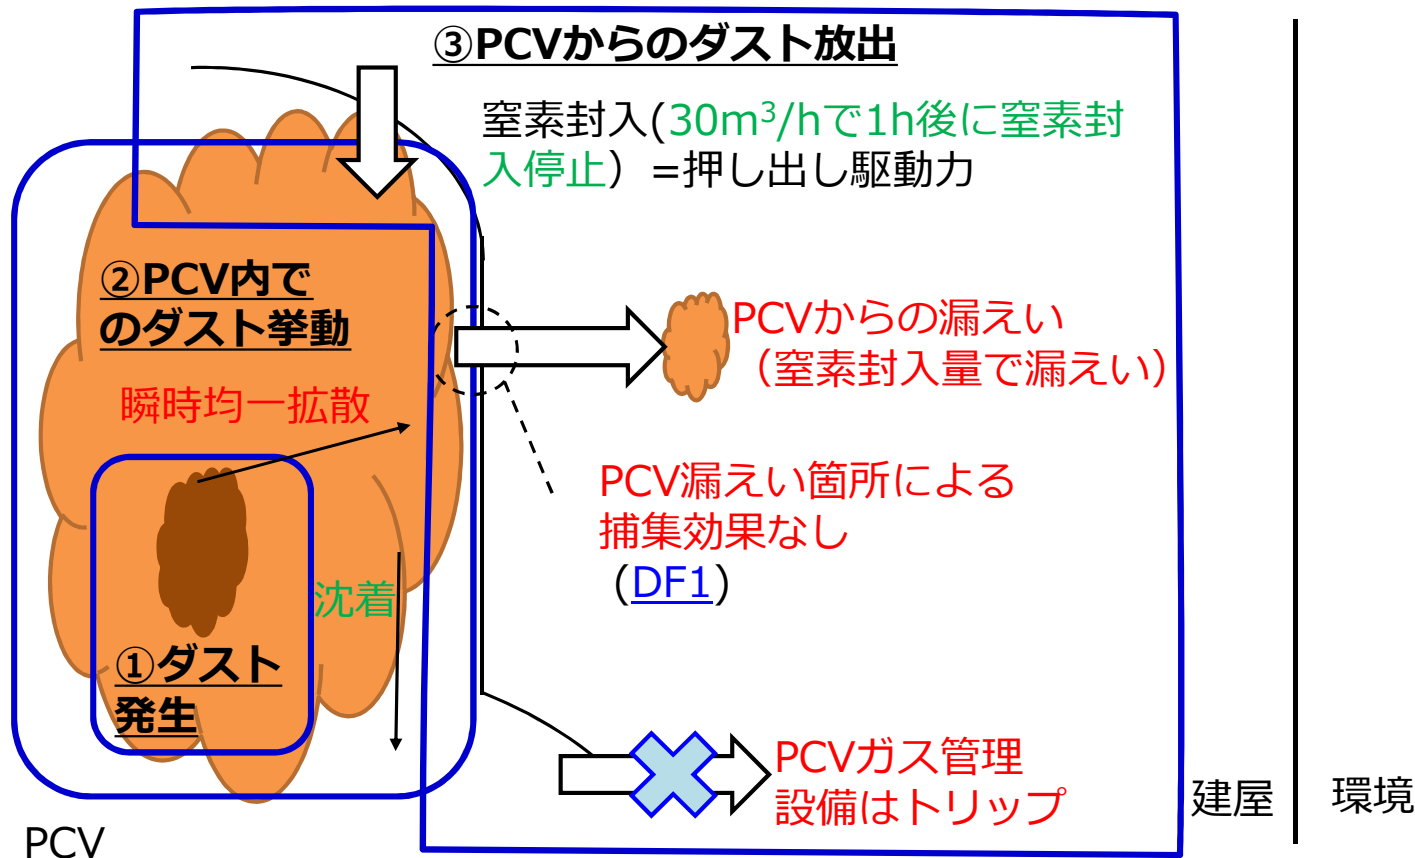 ③PCVからのダスト放出
窒素封入(30m³/hで1h後に窒素封
入停止）=押し出し駆動力
②PCV内で
のダスト挙動
瞬時均一拡散
PCVからの漏えい
（窒素封入量で漏えい）
PCV漏えい箇所による
捕集効果なし
(DF1)
沈着
①ダスト
発生
PCVガス管理
設備はトリップ
建屋
環境
PCV